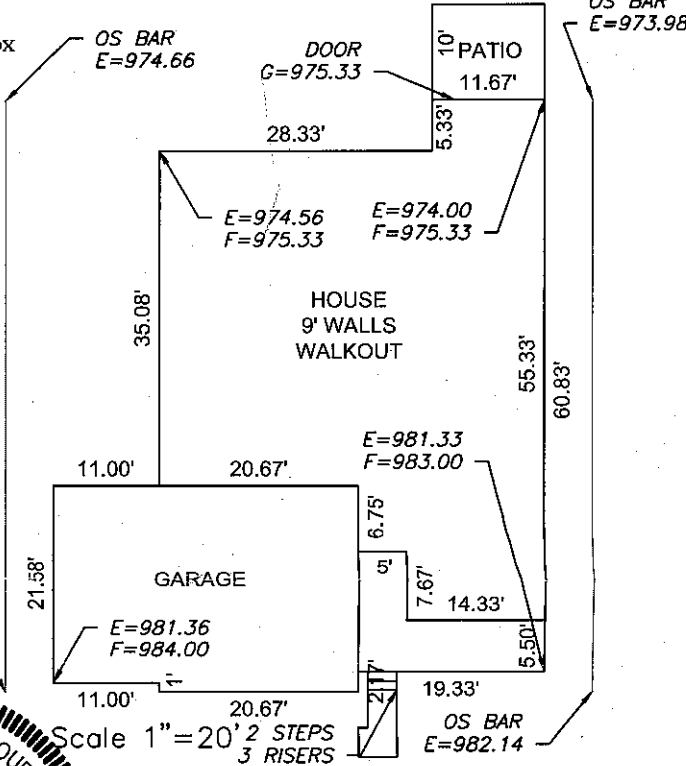 OS BAR
E=973.98
OS BAR
E=974.66
DOOR
G=975.33
10'
PATIO
11.67'
5.33'
28.33'
E=974.56
F=975.33
E=974.00
F=975.33
35.08'
HOUSE
9' WALLS
WALKOUT
55.33'
60.83'
E=981.33
F=983.00
11.00'
20.67'
6.75'
5'
7.67'
14.33'
21.58'
GARAGE
E=981.36
F=984.00
5.50'
1'
11.00'
20.67'
2.17'
19.33'
Scale 1"=20'
2 STEPS
3 RISERS
OS BAR
E=982.14